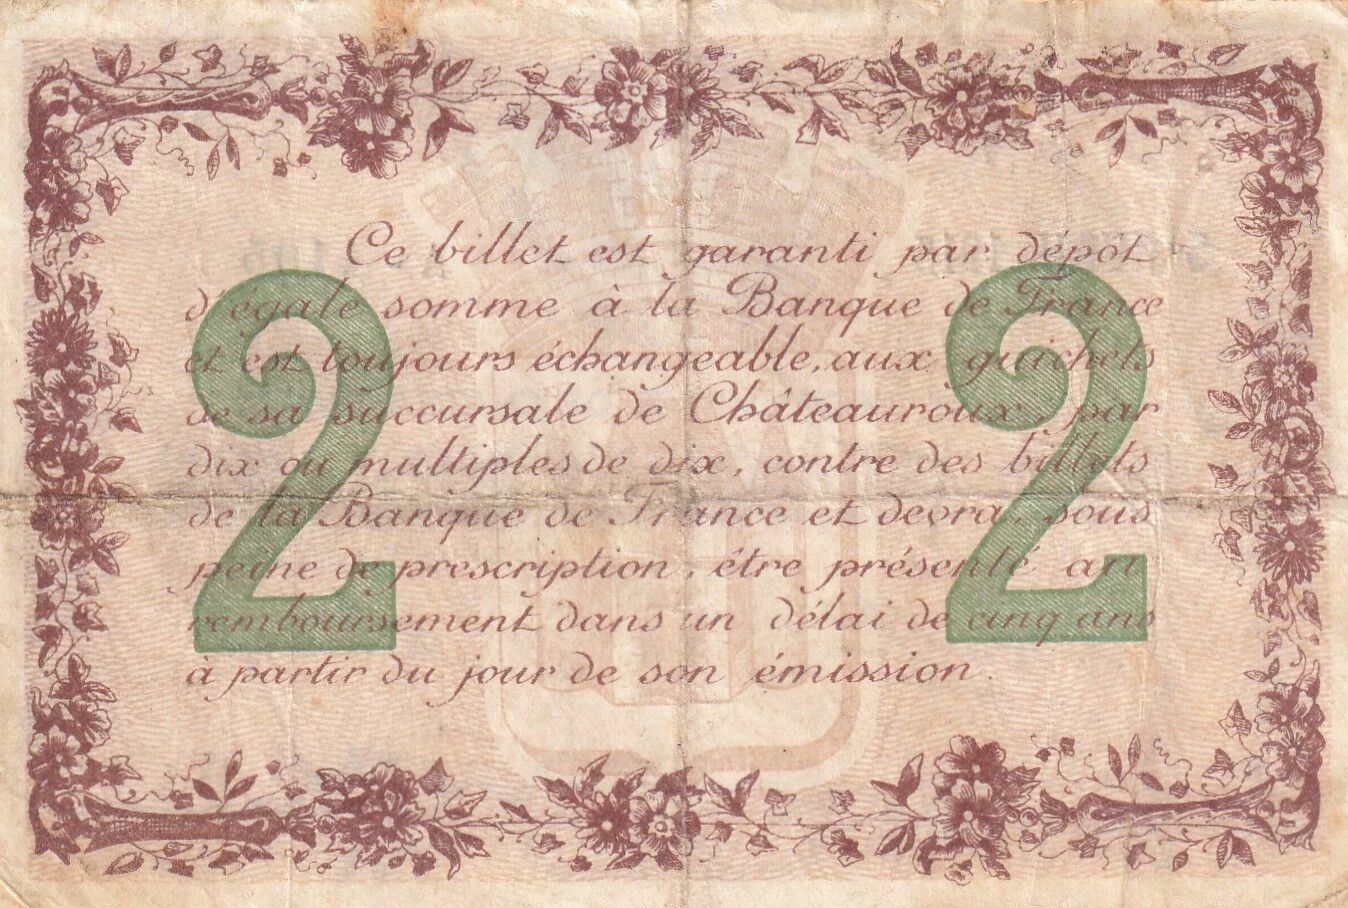 Ce billet est garanti par dépôt
d'égale somme à la Banque de France
et est toujours échangeable, aux guichets
de sa succursale de Châteauroux, par
dix ou multiples de dix, contre des billets
de la Banque de France et devra, sous
peine de prescription, être présenté au
remboursement dans un délai de cinq ans
à partir du jour de son émission.
2 2